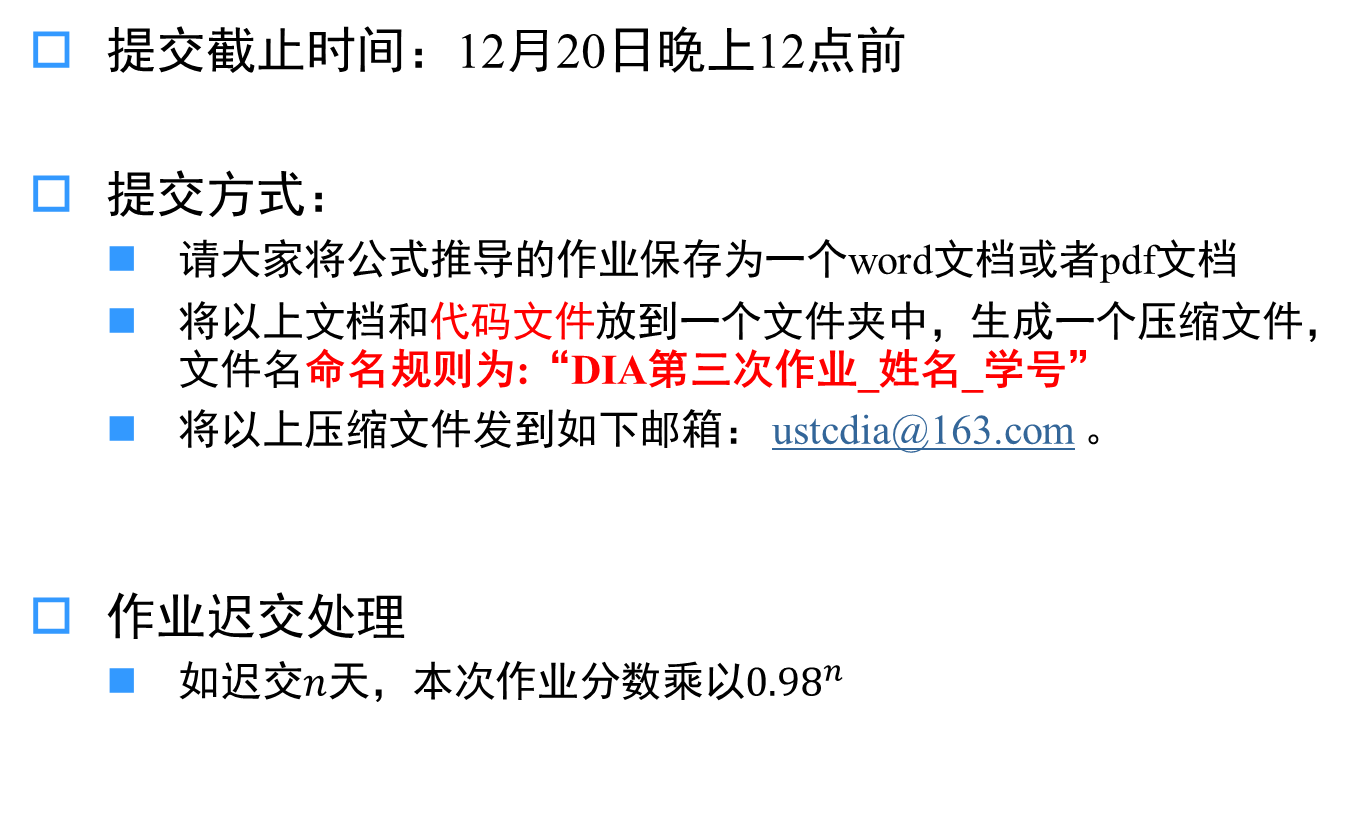 提交截止时间：12月20日晚上12点前
提交方式：
请大家将公式推导的作业保存为一个word文档或者pdf文档
将以上文档和代码文件放到一个文件夹中，生成一个压缩文件，
文件名命名规则为:“DIA第三次作业_姓名_学号”
将以上压缩文件发到如下邮箱： ustcdia@163.com 。
作业迟交处理
如迟交n天，本次作业分数乘以0.98ⁿ